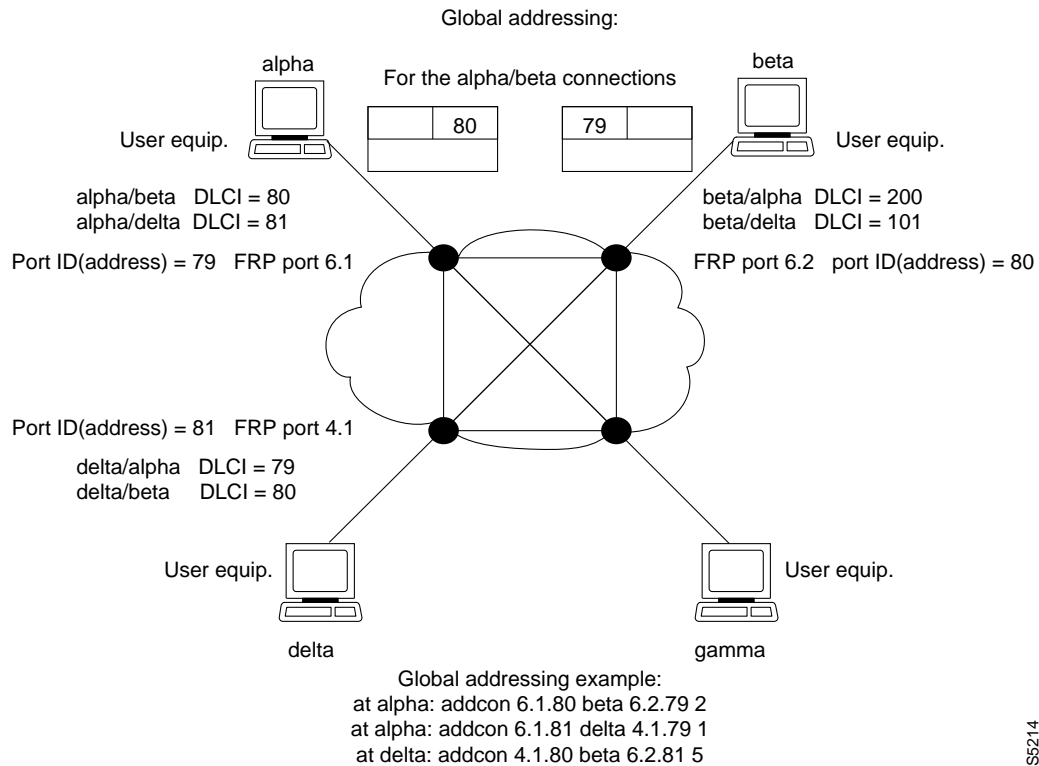 Global addressing:
alpha
For the alpha/beta connections
beta
80
79
User equip.
User equip.
alpha/beta DLCI = 80
alpha/delta DLCI = 81
beta/alpha DLCI = 200
beta/delta DLCI = 101
Port ID(address) = 79 FRP port 6.1
FRP port 6.2 port ID(address) = 80
Port ID(address) = 81 FRP port 4.1
delta/alpha DLCI = 79
delta/beta DLCI = 80
User equip.
User equip.
delta
gamma
Global addressing example:
at alpha: addcon 6.1.80 beta 6.2.79 2
at alpha: addcon 6.1.81 delta 4.1.79 1
at delta: addcon 4.1.80 beta 6.2.81 5
S5214